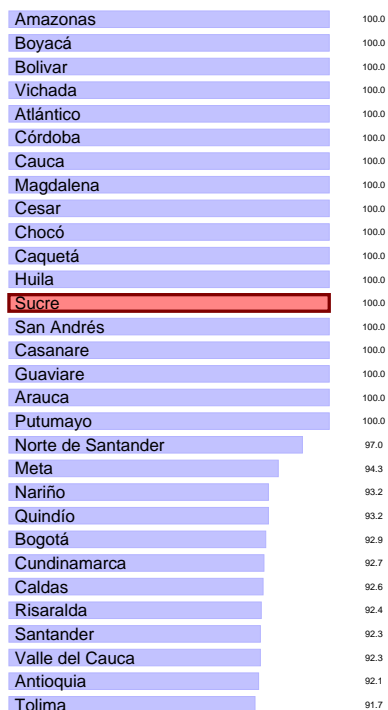 Amazonas 100.0
Boyacá 100.0
Bolivar 100.0
Vichada 100.0
Atlántico 100.0
Córdoba 100.0
Cauca 100.0
Magdalena 100.0
Cesar 100.0
Chocó 100.0
Caquetá 100.0
Huila 100.0
Sucre 100.0
San Andrés 100.0
Casanare 100.0
Guaviare 100.0
Arauca 100.0
Putumayo 100.0
Norte de Santander 97.0
Meta 94.3
Nariño 93.2
Quindío 93.2
Bogotá 92.9
Cundinamarca 92.7
Caldas 92.6
Risaralda 92.4
Santander 92.3
Valle del Cauca 92.3
Antioquia 92.1
Tolima 91.7